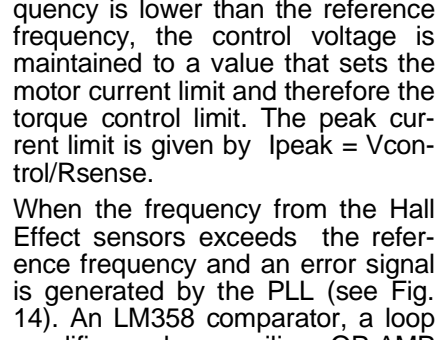 quency is lower than the reference
frequency, the control voltage is
maintained to a value that sets the
motor current limit and therefore the
torque control limit. The peak cur-
rent limit is given by Ipeak = Vcon-
trol/Rsense.
When the frequency from the Hall
Effect sensors exceeds the refer-
ence frequency and an error signal
is generated by the PLL (see Fig.
14). An LM358 comparator, a loop